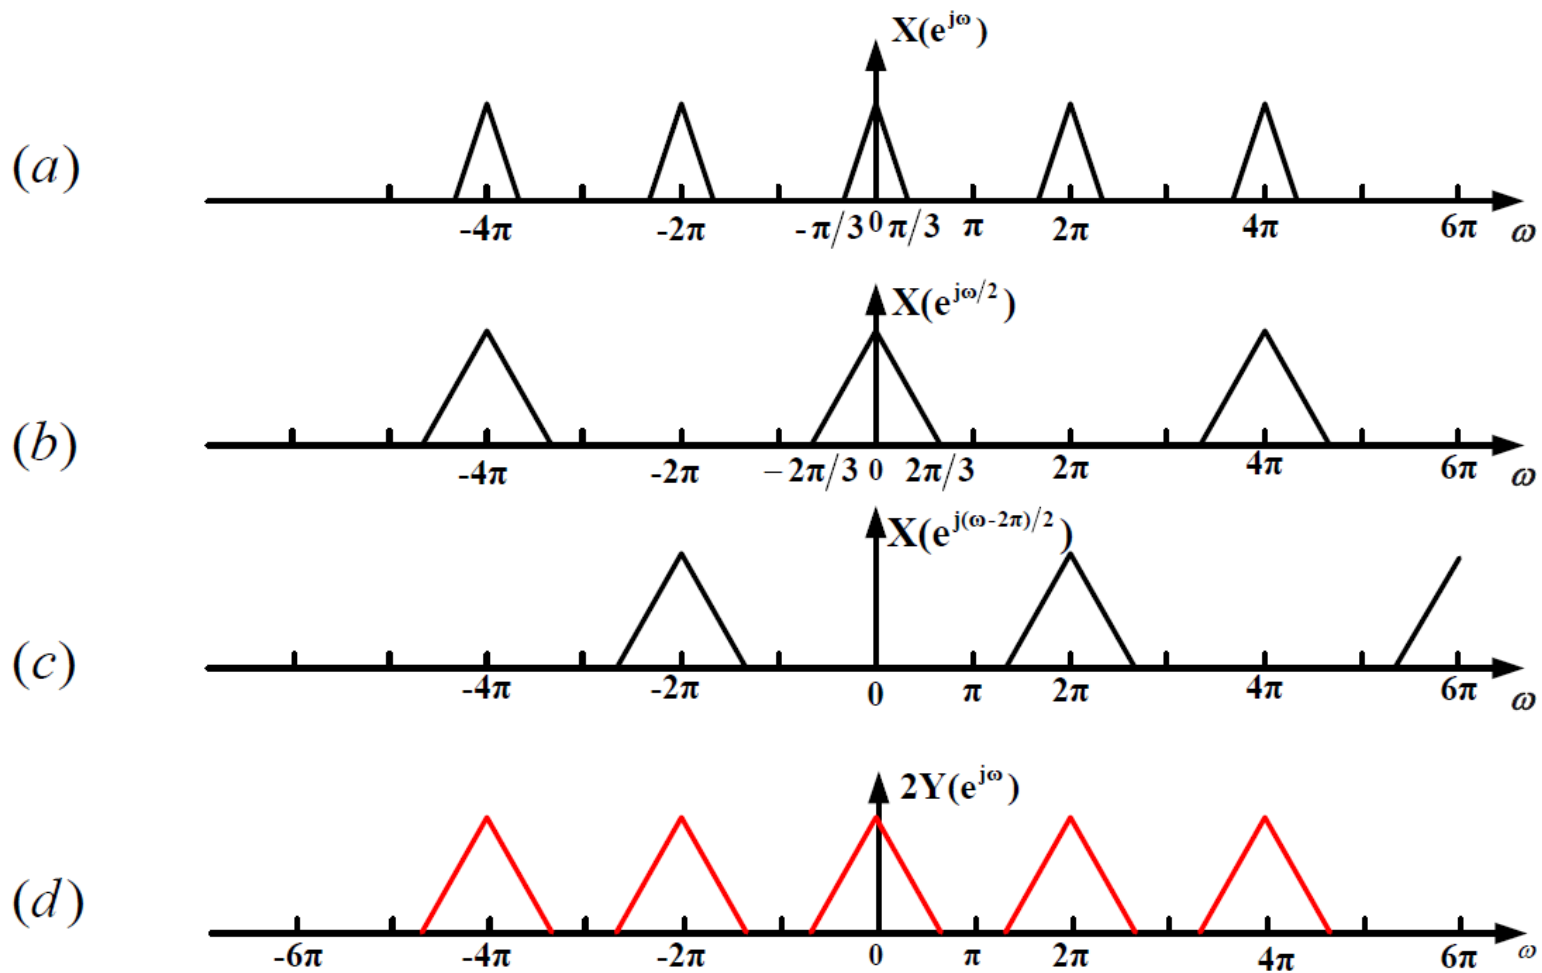 X(e^{jω})
(a)
-4π -2π -π/3 0 π/3 π 2π 4π 6π ω
X(e^{jω/2})
(b)
-4π -2π −2π/3 0 2π/3 2π 4π 6π ω
X(e^{j(ω-2π)/2})
(c)
-4π -2π 0 π 2π 4π 6π ω
2Y(e^{jω})
(d)
-6π -4π -2π 0 π 2π 4π 6π ω